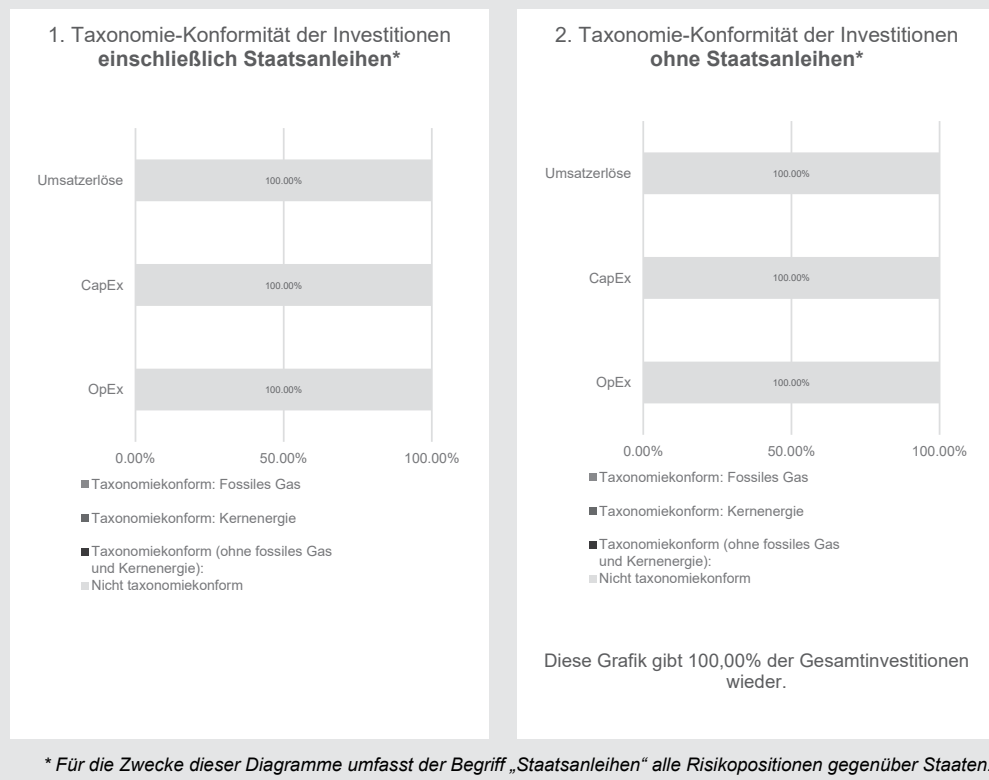 1. Taxonomie-Konformität der Investitionen
einschließlich Staatsanleihen*
Umsatzerlöse
100.00%
CapEx
100.00%
OpEx
100.00%
0.00%
50.00%
100.00%
Taxonomiekonform: Fossiles Gas
Taxonomiekonform: Kernenergie
Taxonomiekonform (ohne fossiles Gas
und Kernenergie):
Nicht taxonomiekonform
2. Taxonomie-Konformität der Investitionen
ohne Staatsanleihen*
Umsatzerlöse
100.00%
CapEx
100.00%
OpEx
100.00%
0.00%
50.00%
100.00%
Taxonomiekonform: Fossiles Gas
Taxonomiekonform: Kernenergie
Taxonomiekonform (ohne fossiles Gas
und Kernenergie):
Nicht taxonomiekonform
Diese Grafik gibt 100,00% der Gesamtinvestitionen
wieder.
* Für die Zwecke dieser Diagramme umfasst der Begriff „Staatsanleihen“ alle Risikopositionen gegenüber Staaten.